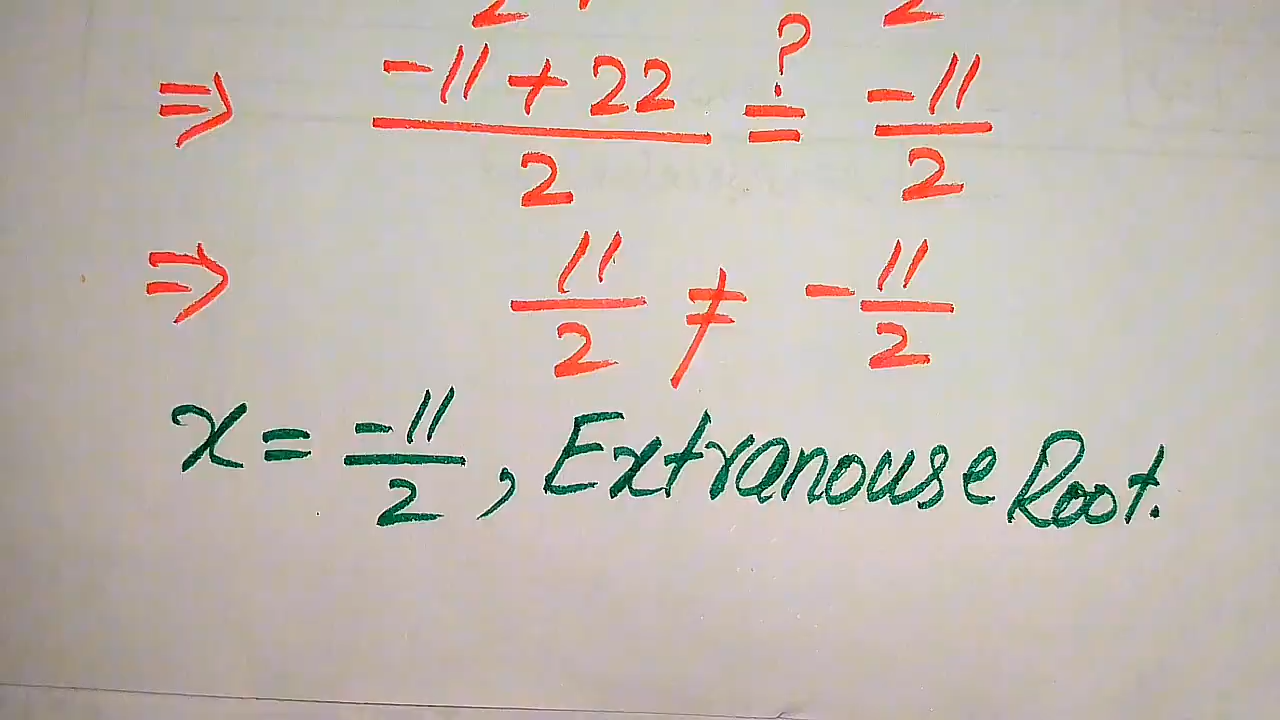 ⇒ (-11 + 22)/2 ≟ -11/2
⇒ 11/2 ≠ -11/2
x = -11/2 , Extranouse Root.